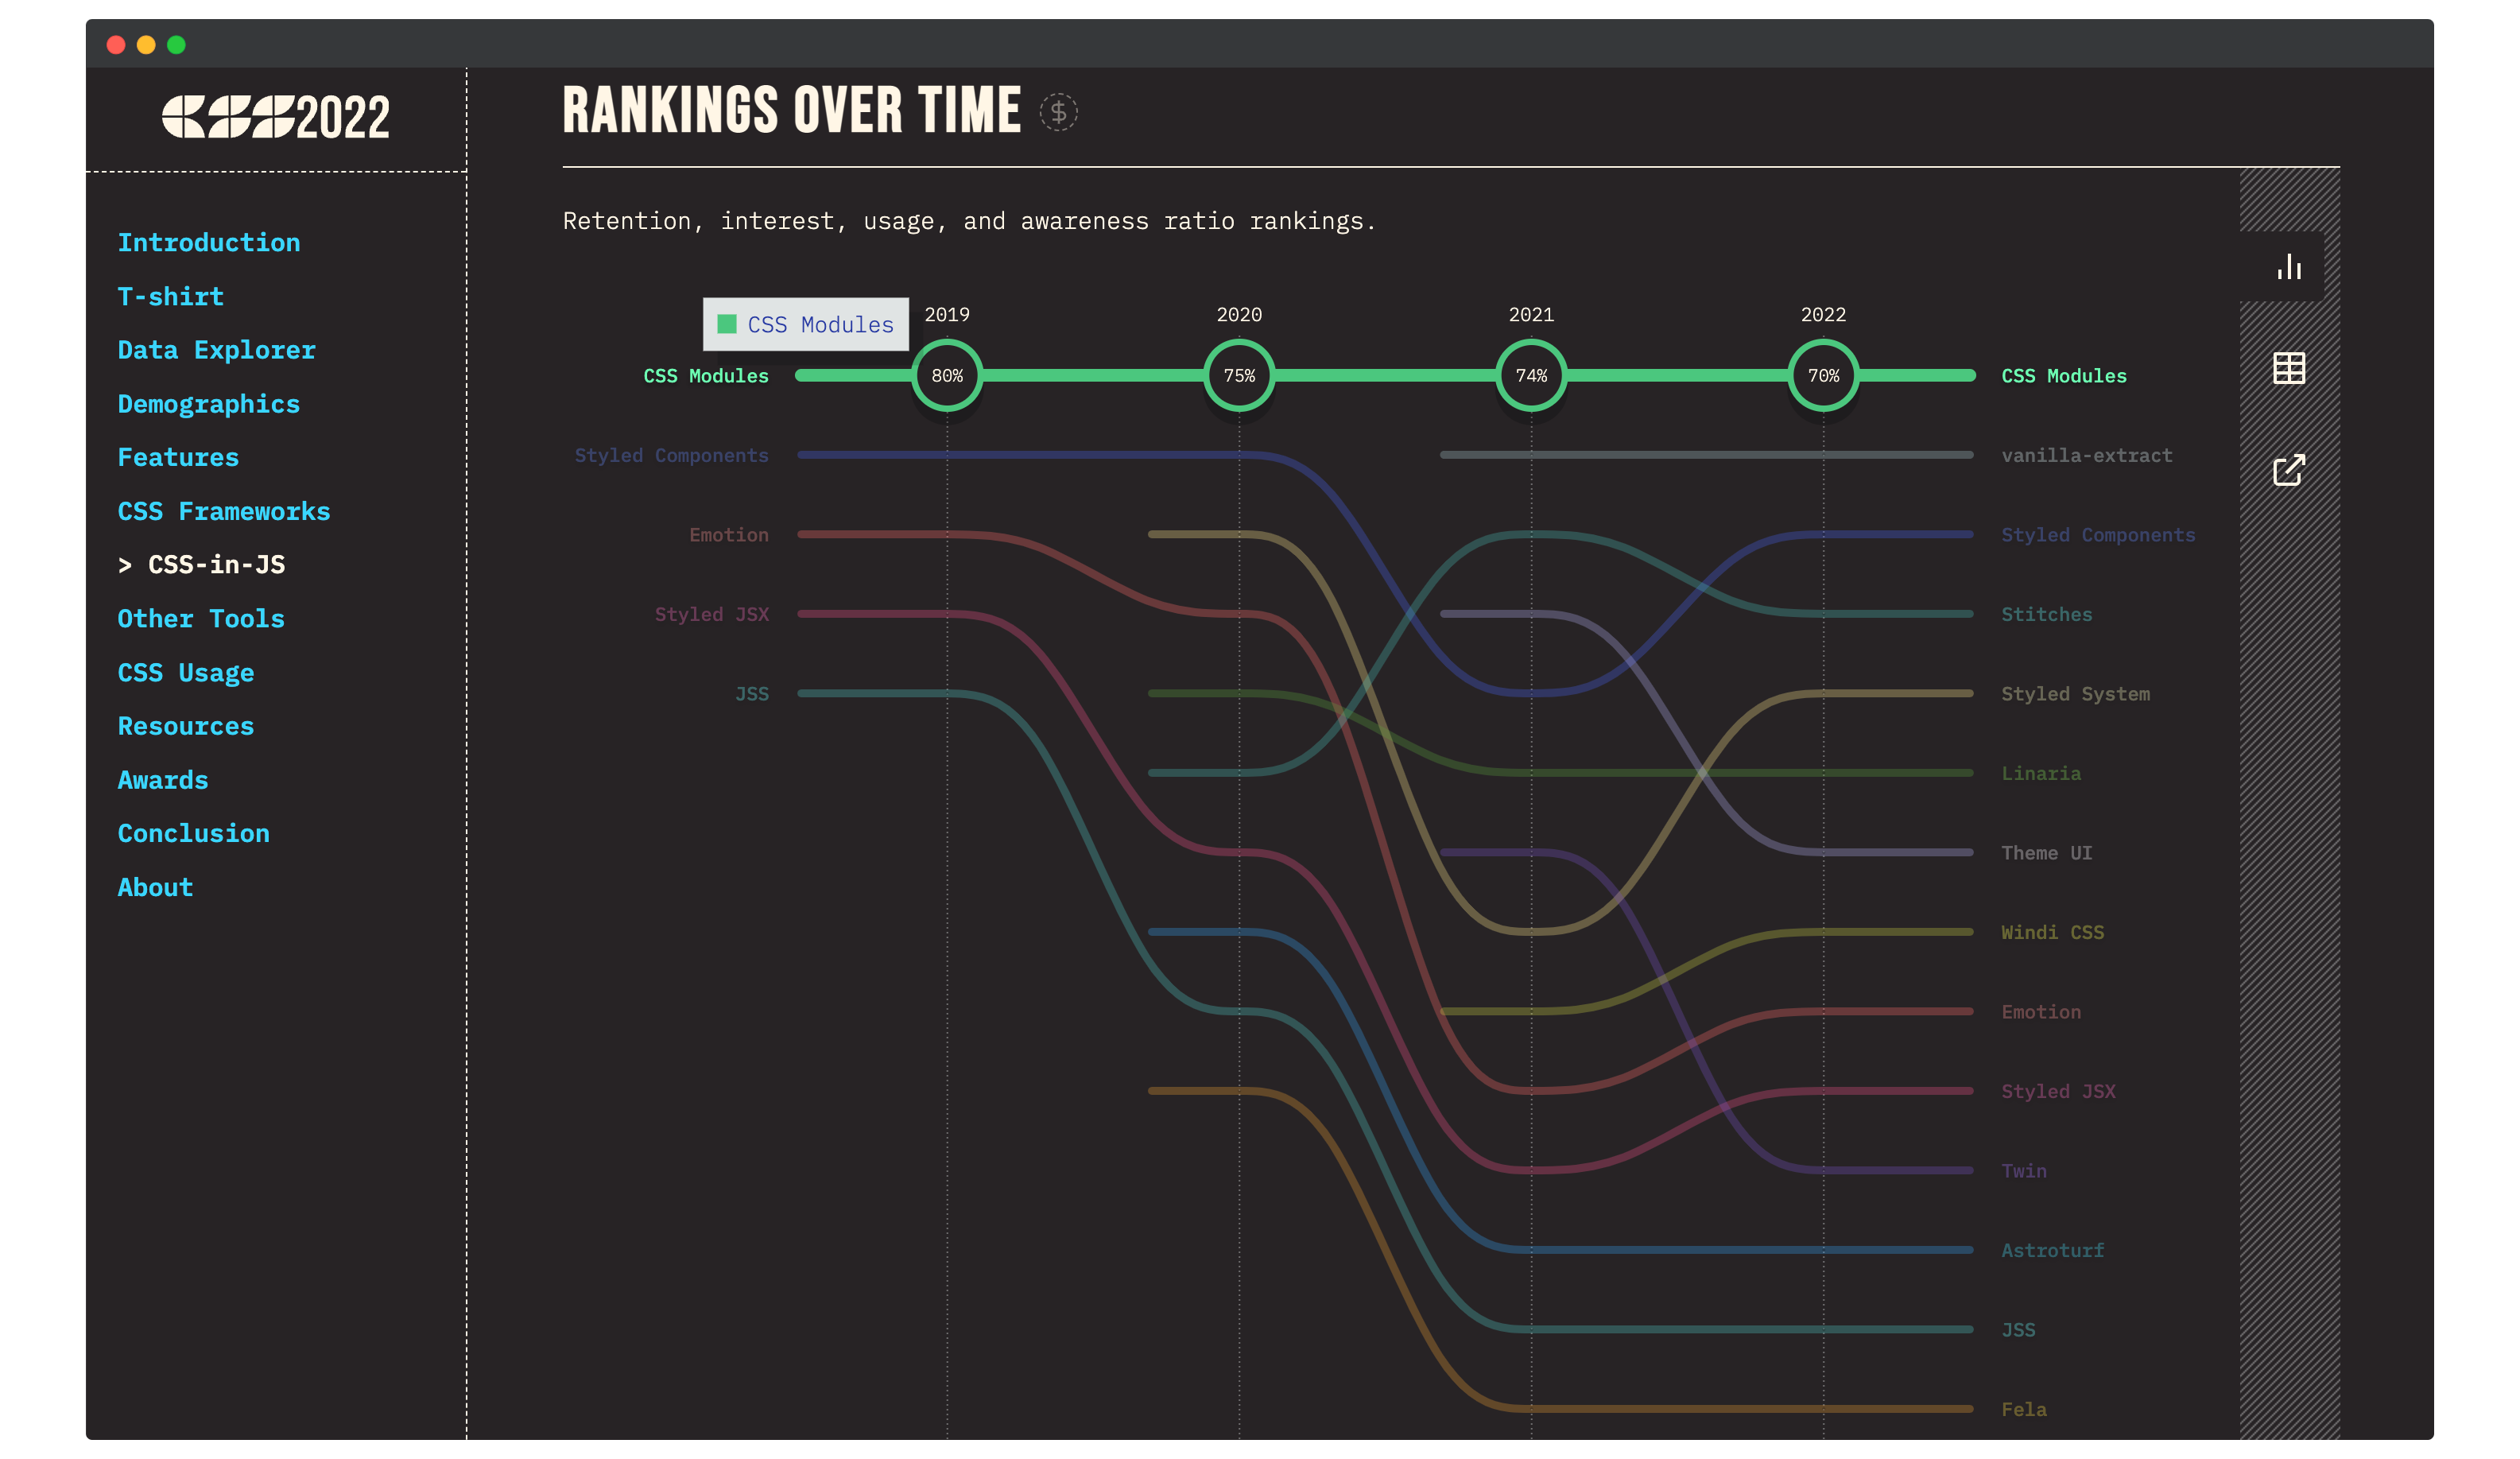 CSS2022
Introduction
T-shirt
Data Explorer
Demographics
Features
CSS Frameworks
> CSS-in-JS
Other Tools
CSS Usage
Resources
Awards
Conclusion
About
RANKINGS OVER TIME $
Retention, interest, usage, and awareness ratio rankings.
CSS Modules
2019 2020 2021 2022
CSS Modules 80% 75% 74% 70% CSS Modules
Styled Components vanilla-extract
Emotion Styled Components
Styled JSX Stitches
JSS Styled System
Linaria
Theme UI
Windi CSS
Emotion
Styled JSX
Twin
Astroturf
JSS
Fela